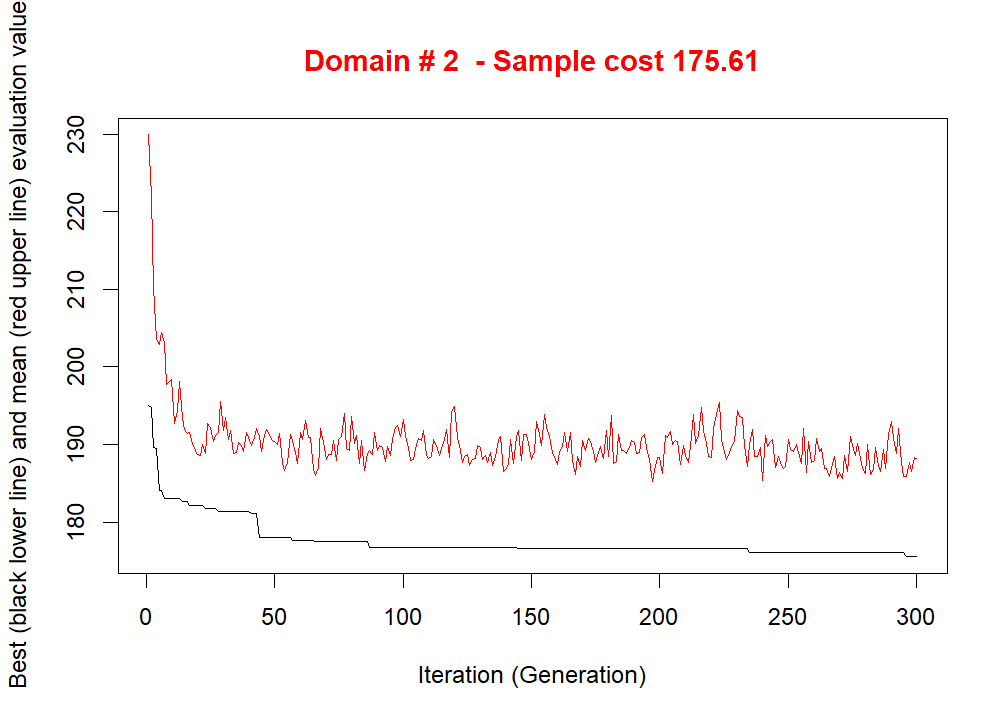 Domain # 2  - Sample cost 175.61
Best (black lower line) and mean (red upper line) evaluation value
230
220
210
200
190
180
0 50 100 150 200 250 300
Iteration (Generation)